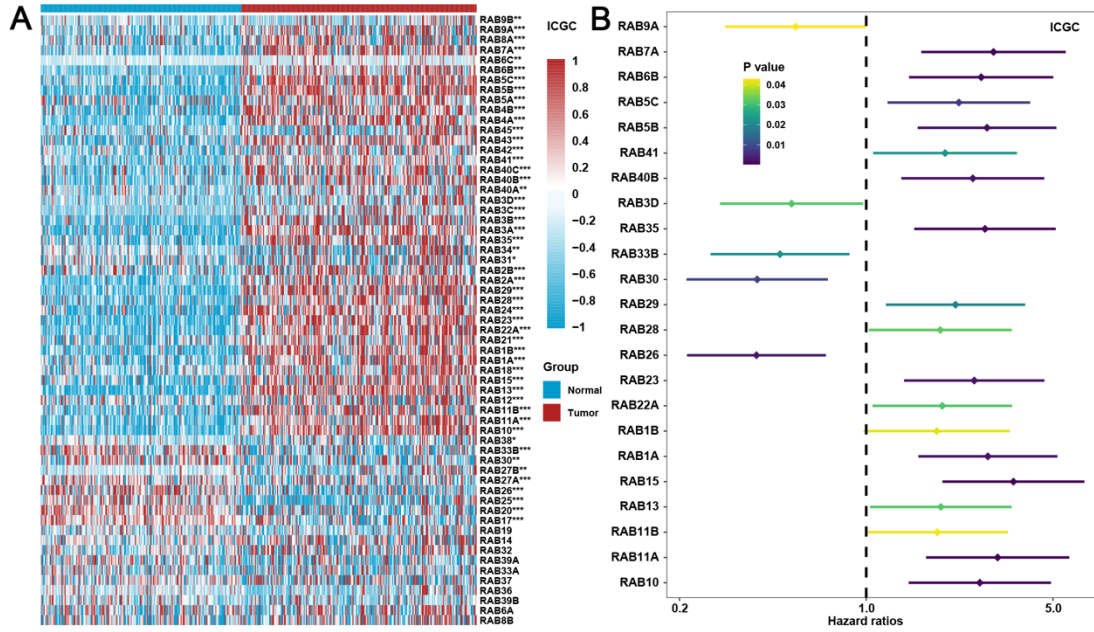 A
ICGC
RAB9B**
RAB9A***
RAB8A***
RAB7A***
RAB6C**
RAB6B***
RAB5C***
RAB5B***
RAB5A***
RAB4B***
RAB4A***
RAB45***
RAB43***
RAB42***
RAB41***
RAB40C***
RAB40B***
RAB40A**
RAB3D***
RAB3C***
RAB3B***
RAB3A***
RAB35***
RAB34**
RAB31*
RAB2B***
RAB2A***
RAB29***
RAB28***
RAB24***
RAB23***
RAB22A***
RAB21***
RAB1B***
RAB1A***
RAB18***
RAB15***
RAB13***
RAB12***
RAB11B***
RAB11A***
RAB10***
RAB38*
RAB33B***
RAB30**
RAB27B**
RAB27A***
RAB26***
RAB25***
RAB20***
RAB17***
RAB19
RAB14
RAB32
RAB39A
RAB33A
RAB37
RAB36
RAB39B
RAB6A
RAB8B
1
0.8
0.6
0.4
0.2
0
−0.2
−0.4
−0.6
−0.8
−1
Group
Normal
Tumor
B
ICGC
RAB9A
RAB7A
RAB6B
RAB5C
RAB5B
RAB41
RAB40B
RAB3D
RAB35
RAB33B
RAB30
RAB29
RAB28
RAB26
RAB23
RAB22A
RAB1B
RAB1A
RAB15
RAB13
RAB11B
RAB11A
RAB10
P value
0.04
0.03
0.02
0.01
0.2
1.0
5.0
Hazard ratios